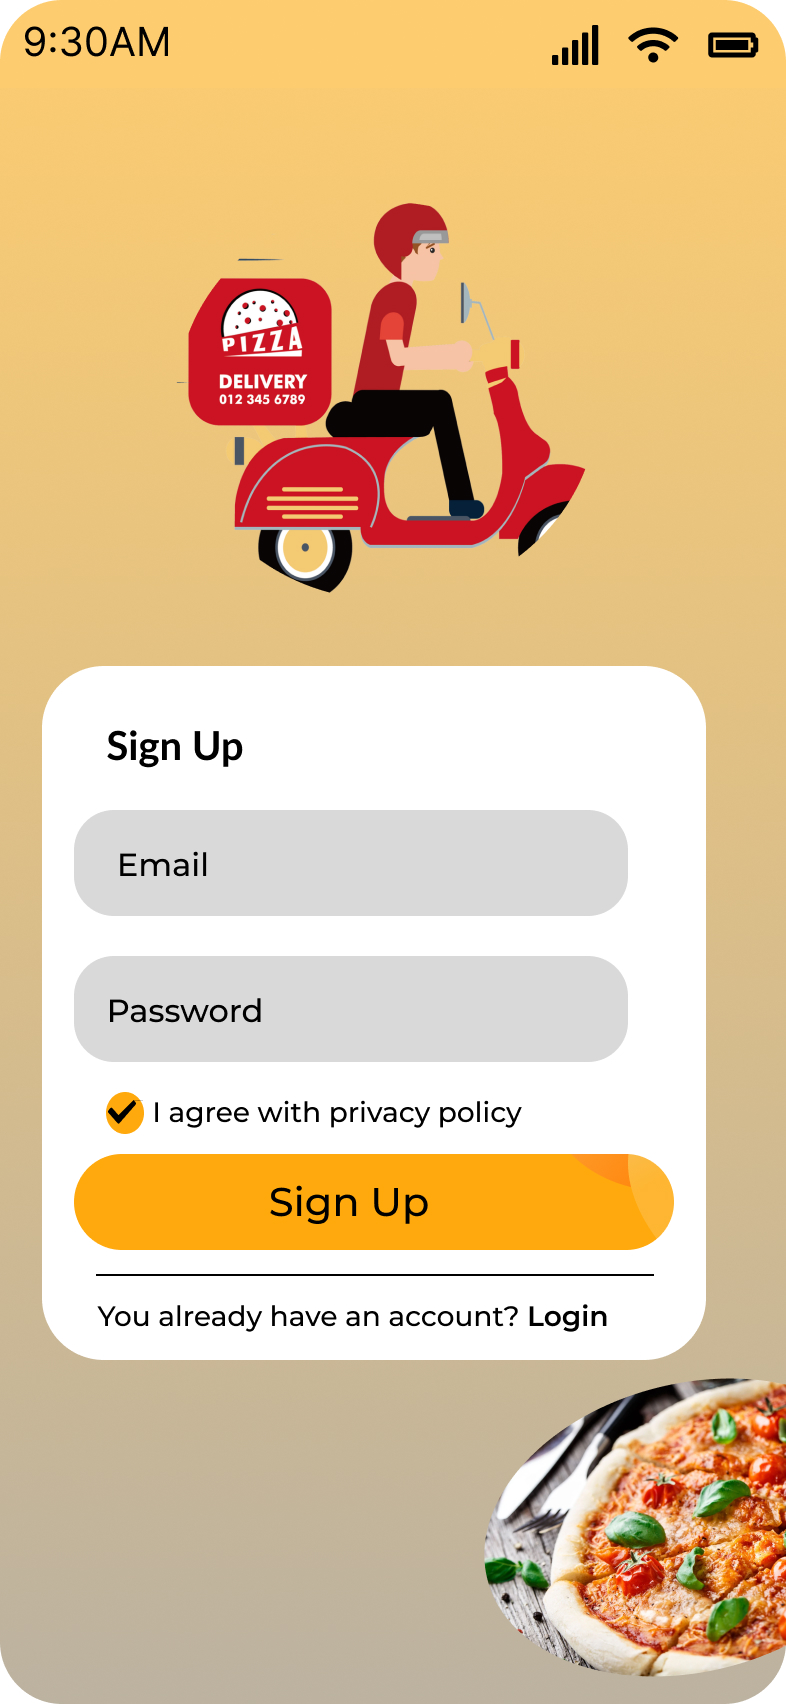 9:30AM
PIZZA
DELIVERY
012 345 6789
Sign Up
Email
Password
I agree with privacy policy
Sign Up
You already have an account? Login